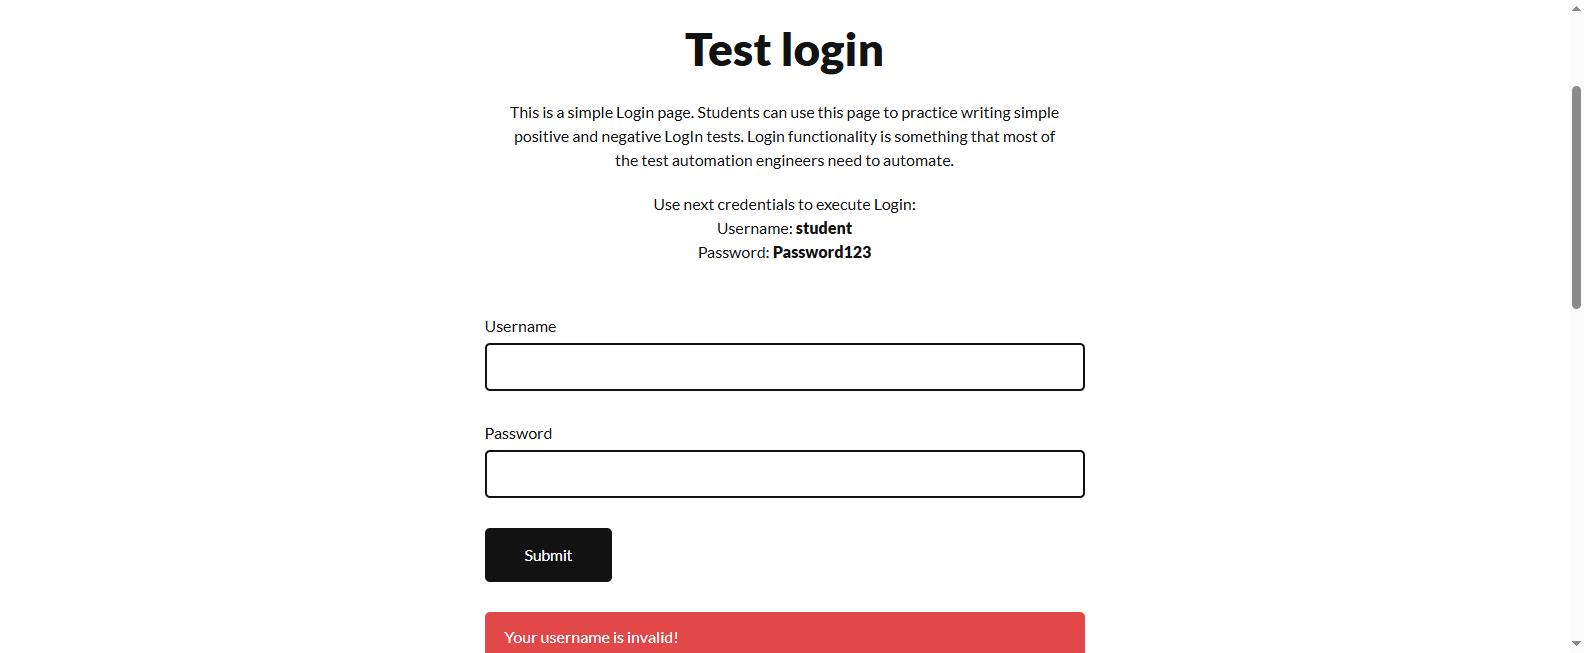 Test login
This is a simple Login page. Students can use this page to practice writing simple
positive and negative LogIn tests. Login functionality is something that most of
the test automation engineers need to automate.
Use next credentials to execute Login:
Username: student
Password: Password123
Username
Password
Submit
Your username is invalid!